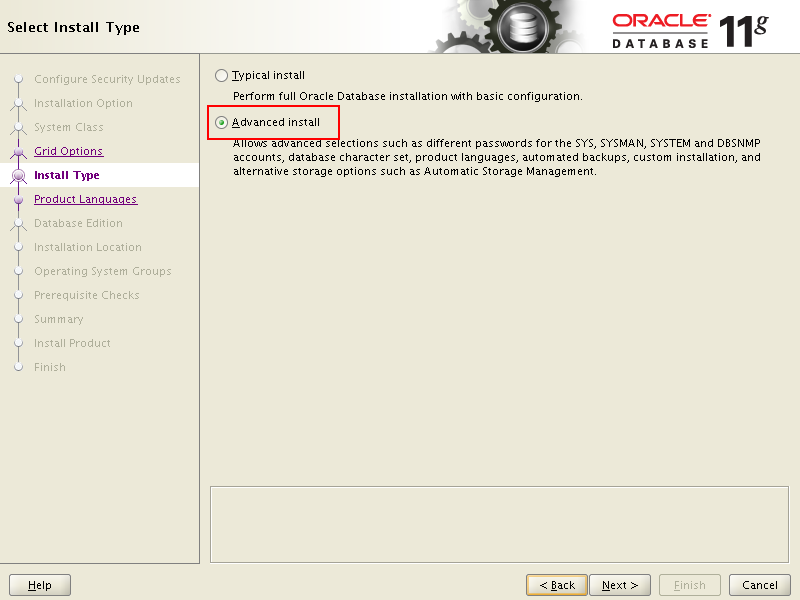 Select Install Type
ORACLE
DATABASE
11g
Configure Security Updates
Installation Option
System Class
Grid Options
Install Type
Product Languages
Database Edition
Installation Location
Operating System Groups
Prerequisite Checks
Summary
Install Product
Finish
Typical install
Perform full Oracle Database installation with basic configuration.
Advanced install
Allows advanced selections such as different passwords for the SYS, SYSMAN, SYSTEM and DBSNMP
accounts, database character set, product languages, automated backups, custom installation, and
alternative storage options such as Automatic Storage Management.
Help
< Back
Next >
Finish
Cancel